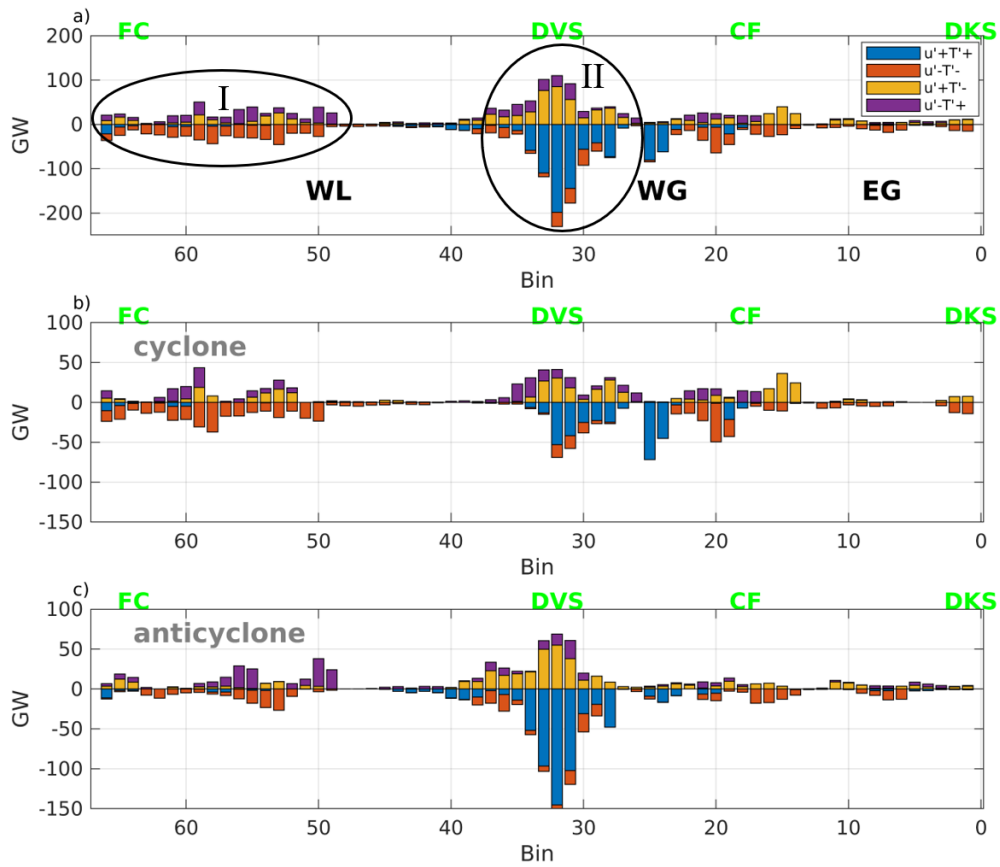 a)
FC DVS CF DKS
200
100
0
-100
-200
GW
I
II
u'+T'+
u'-T'-
u'+T'-
u'-T'+
WL WG EG
60 50 40 30 20 10 0
Bin
b)
FC DVS CF DKS
cyclone
100
50
0
-50
-100
-150
GW
60 50 40 30 20 10 0
Bin
c)
FC DVS CF DKS
anticyclone
100
50
0
-50
-100
-150
GW
60 50 40 30 20 10 0
Bin